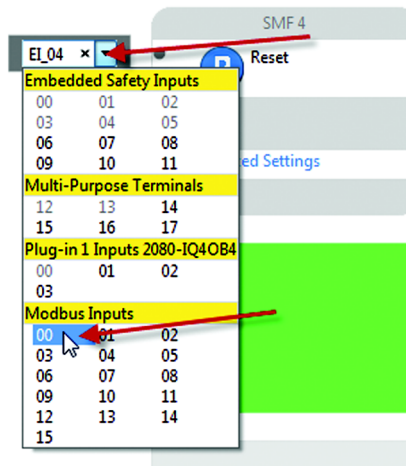 SMF 4
EI_04 ×
Reset
Embedded Safety Inputs
00 01 02
03 04 05
06 07 08
09 10 11
ed Settings
Multi-Purpose Terminals
12 13 14
15 16 17
Plug-in 1 Inputs 2080-IQ4OB4
00 01 02
03
Modbus Inputs
00 01 02
03 04 05
06 07 08
09 10 11
12 13 14
15